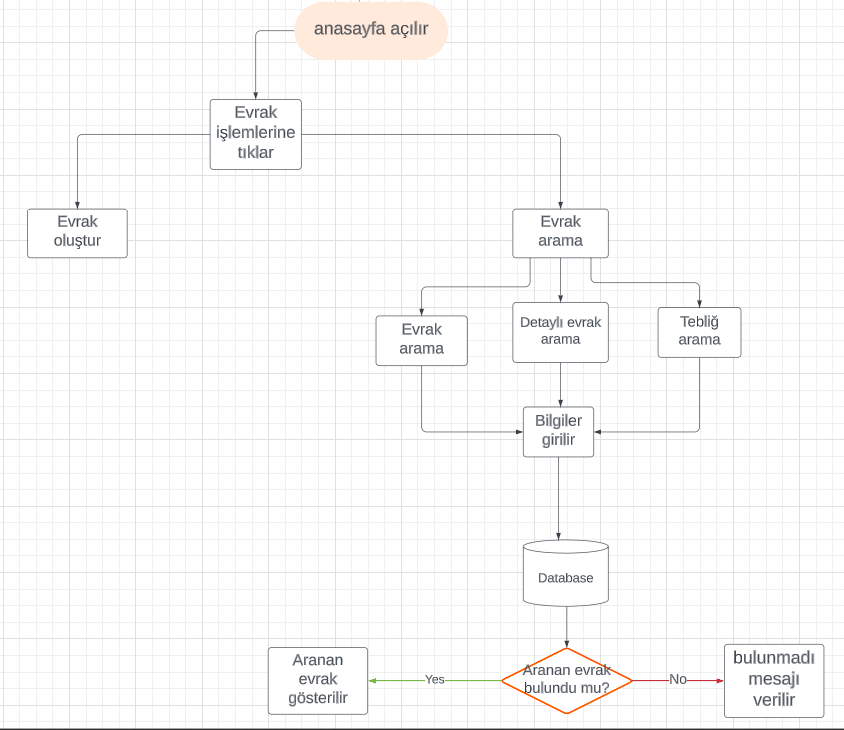 anasayfa açılır
Evrak
işlemlerine
tıklar
Evrak
oluştur
Evrak
arama
Evrak
arama
Detaylı evrak
arama
Tebliğ
arama
Bilgiler
girilir
Database
Aranan evrak
bulundu mu?
Yes
No
Aranan
evrak
gösterilir
bulunmadı
mesajı
verilir